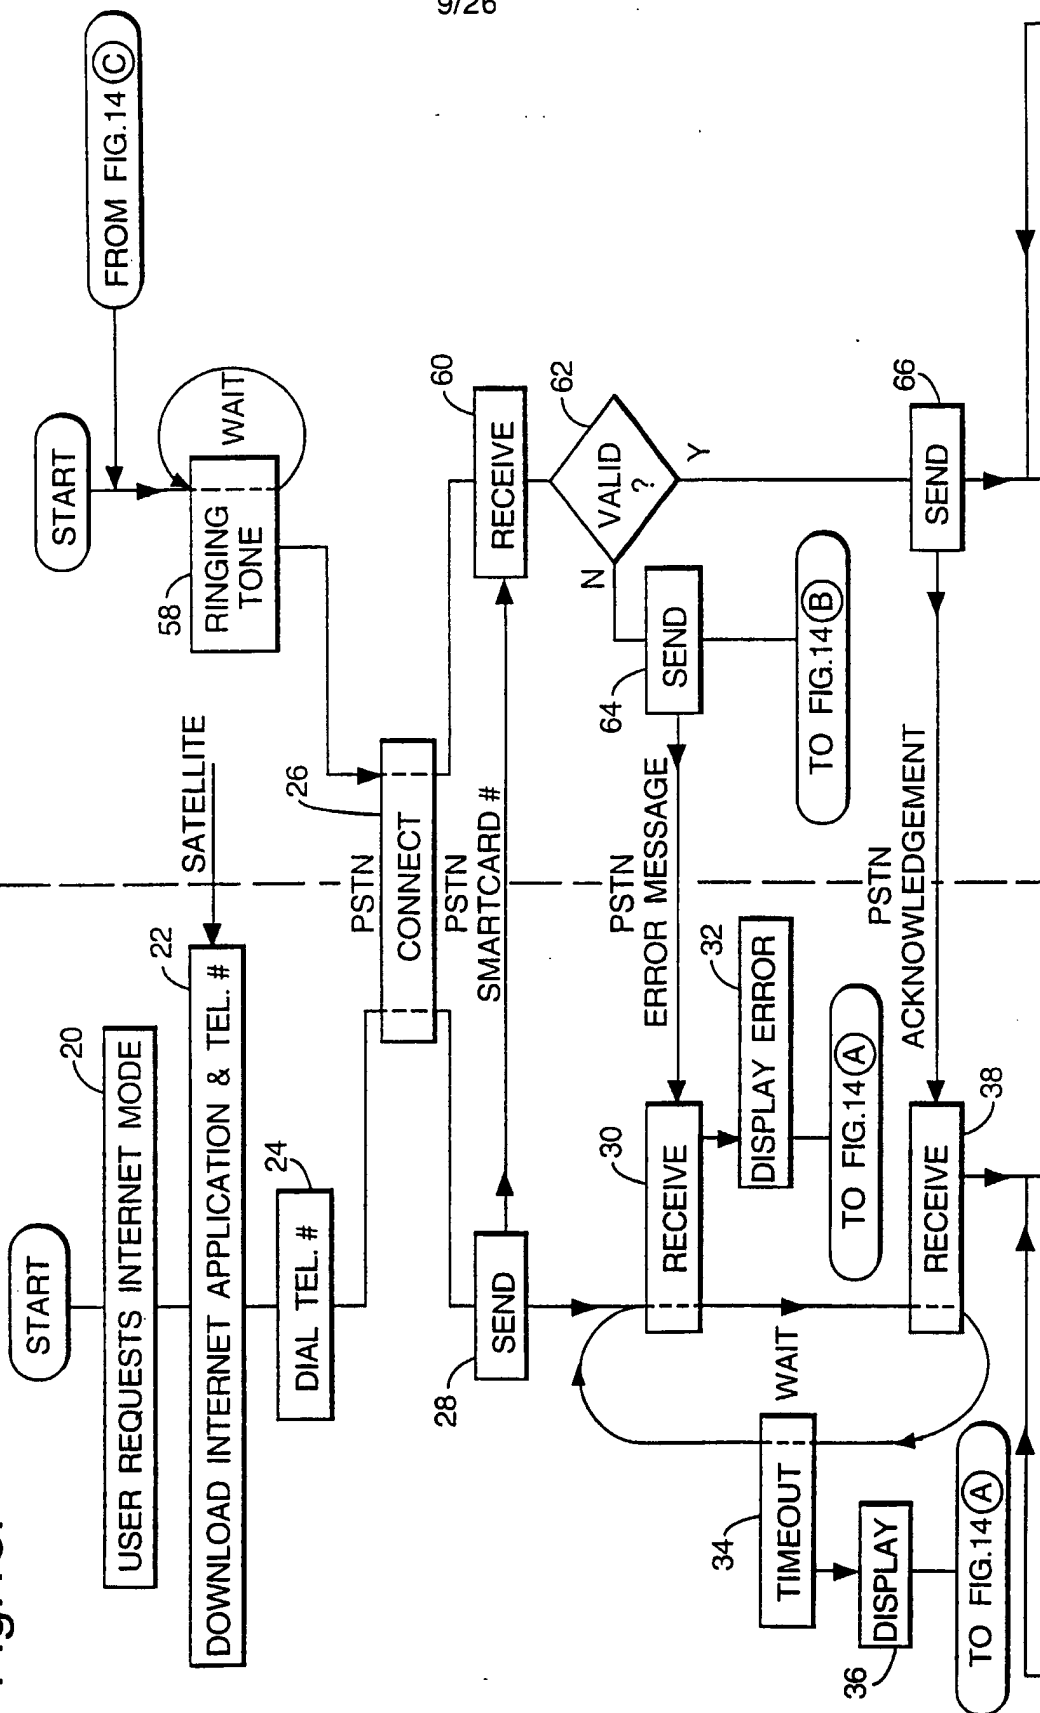 9/26
START
20
USER REQUESTS INTERNET MODE
22
DOWNLOAD INTERNET APPLICATION & TEL. #
SATELLITE
24
DIAL TEL. #
START
FROM FIG.14 C
58
RINGING
TONE
WAIT
PSTN
26
CONNECT
PSTN
SMARTCARD #
28
SEND
60
RECEIVE
62
VALID
?
N
Y
64
SEND
PSTN
ERROR MESSAGE
30
RECEIVE
32
DISPLAY ERROR
TO FIG.14 A
TO FIG.14 B
WAIT
34
TIMEOUT
36
DISPLAY
TO FIG.14 A
66
SEND
PSTN
ACKNOWLEDGEMENT
38
RECEIVE